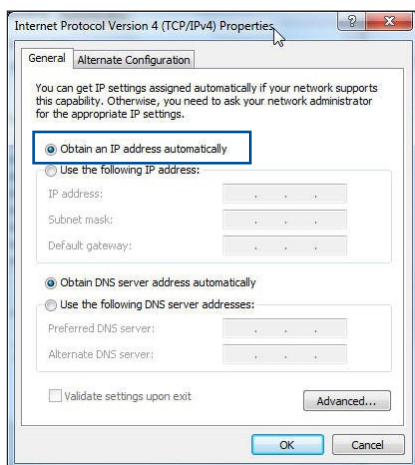 Internet Protocol Version 4 (TCP/IPv4) Properties
General
Alternate Configuration
You can get IP settings assigned automatically if your network supports
this capability. Otherwise, you need to ask your network administrator
for the appropriate IP settings.
Obtain an IP address automatically
Use the following IP address:
IP address:
Subnet mask:
Default gateway:
Obtain DNS server address automatically
Use the following DNS server addresses:
Preferred DNS server:
Alternate DNS server:
Validate settings upon exit
Advanced...
OK
Cancel